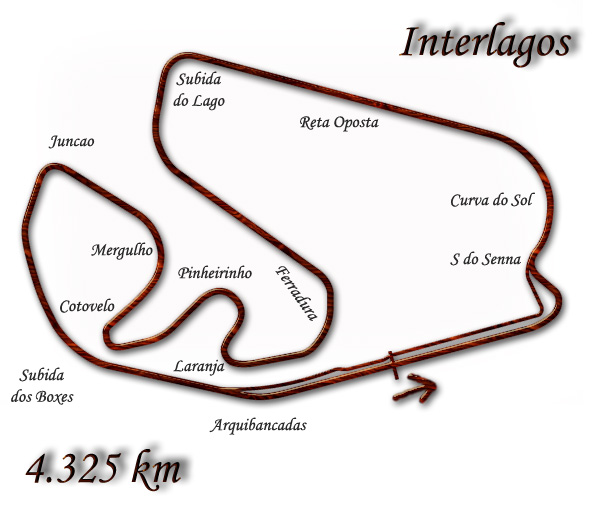 Interlagos
Subida
do Lago
Reta Oposta
Juncao
Curva do Sol
Mergulho
S do Senna
Pinheirinho
Ferradura
Cotovelo
Laranja
Subida
dos Boxes
Arquibancadas
4.325 km